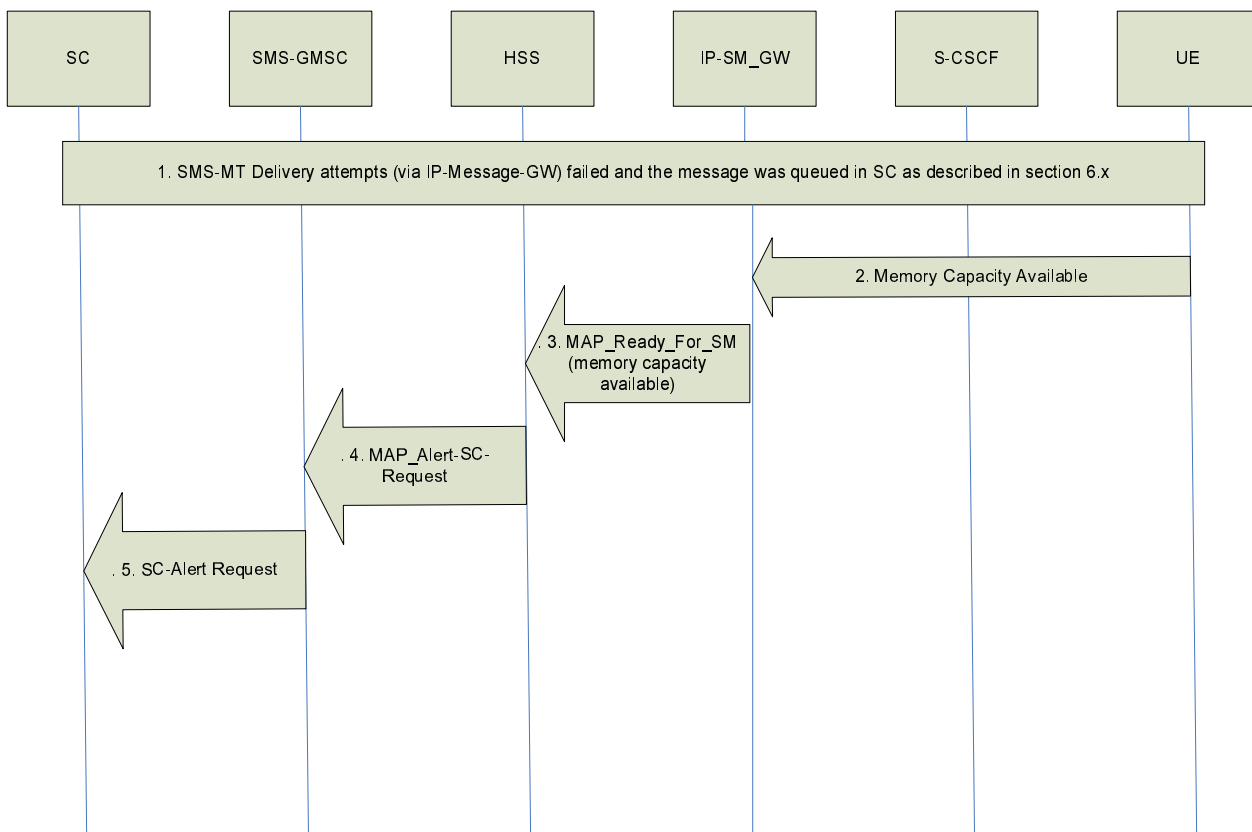 SC
SMS-GMSC
HSS
IP-SM_GW
S-CSCF
UE
1. SMS-MT Delivery attempts (via IP-Message-GW) failed and the message was queued in SC as described in section 6.x
2. Memory Capacity Available
. 3. MAP_Ready_For_SM
(memory capacity
available)
. 4. MAP_Alert-SC-
Request
. 5. SC-Alert Request